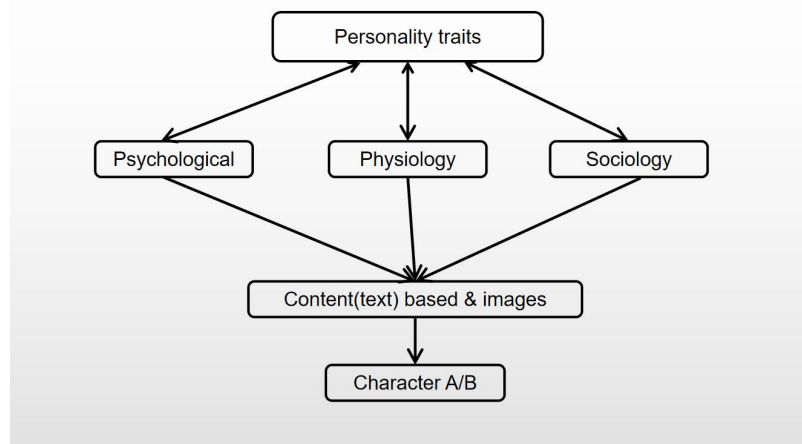 Personality traits
Psychological
Physiology
Sociology
Content(text) based & images
Character A/B